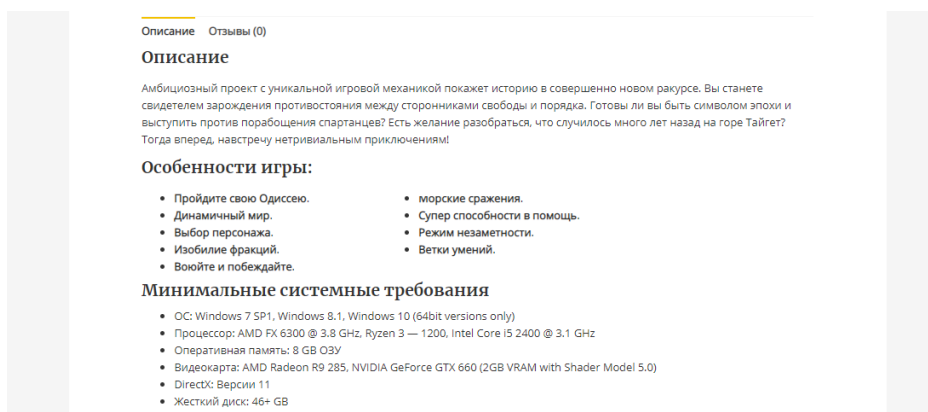 Описание Отзывы (0)
Описание
Амбициозный проект с уникальной игровой механикой покажет историю в совершенно новом ракурсе. Вы станете
свидетелем зарождения противостояния между сторонниками свободы и порядка. Готовы ли вы быть символом эпохи и
выступить против порабощения спартанцев? Есть желание разобраться, что случилось много лет назад на горе Тайгет?
Тогда вперед, навстречу нетривиальным приключениям!
Особенности игры:
• Пройдите свою Одиссею.
• Динамичный мир.
• Выбор персонажа.
• Изобилие фракций.
• Воюйте и побеждайте.
• морские сражения.
• Супер способности в помощь.
• Режим незаметности.
• Ветки умений.
Минимальные системные требования
• ОС: Windows 7 SP1, Windows 8.1, Windows 10 (64bit versions only)
• Процессор: AMD FX 6300 @ 3.8 GHz, Ryzen 3 — 1200, Intel Core i5 2400 @ 3.1 GHz
• Оперативная память: 8 GB ОЗУ
• Видеокарта: AMD Radeon R9 285, NVIDIA GeForce GTX 660 (2GB VRAM with Shader Model 5.0)
• DirectX: Версии 11
• Жесткий диск: 46+ GB